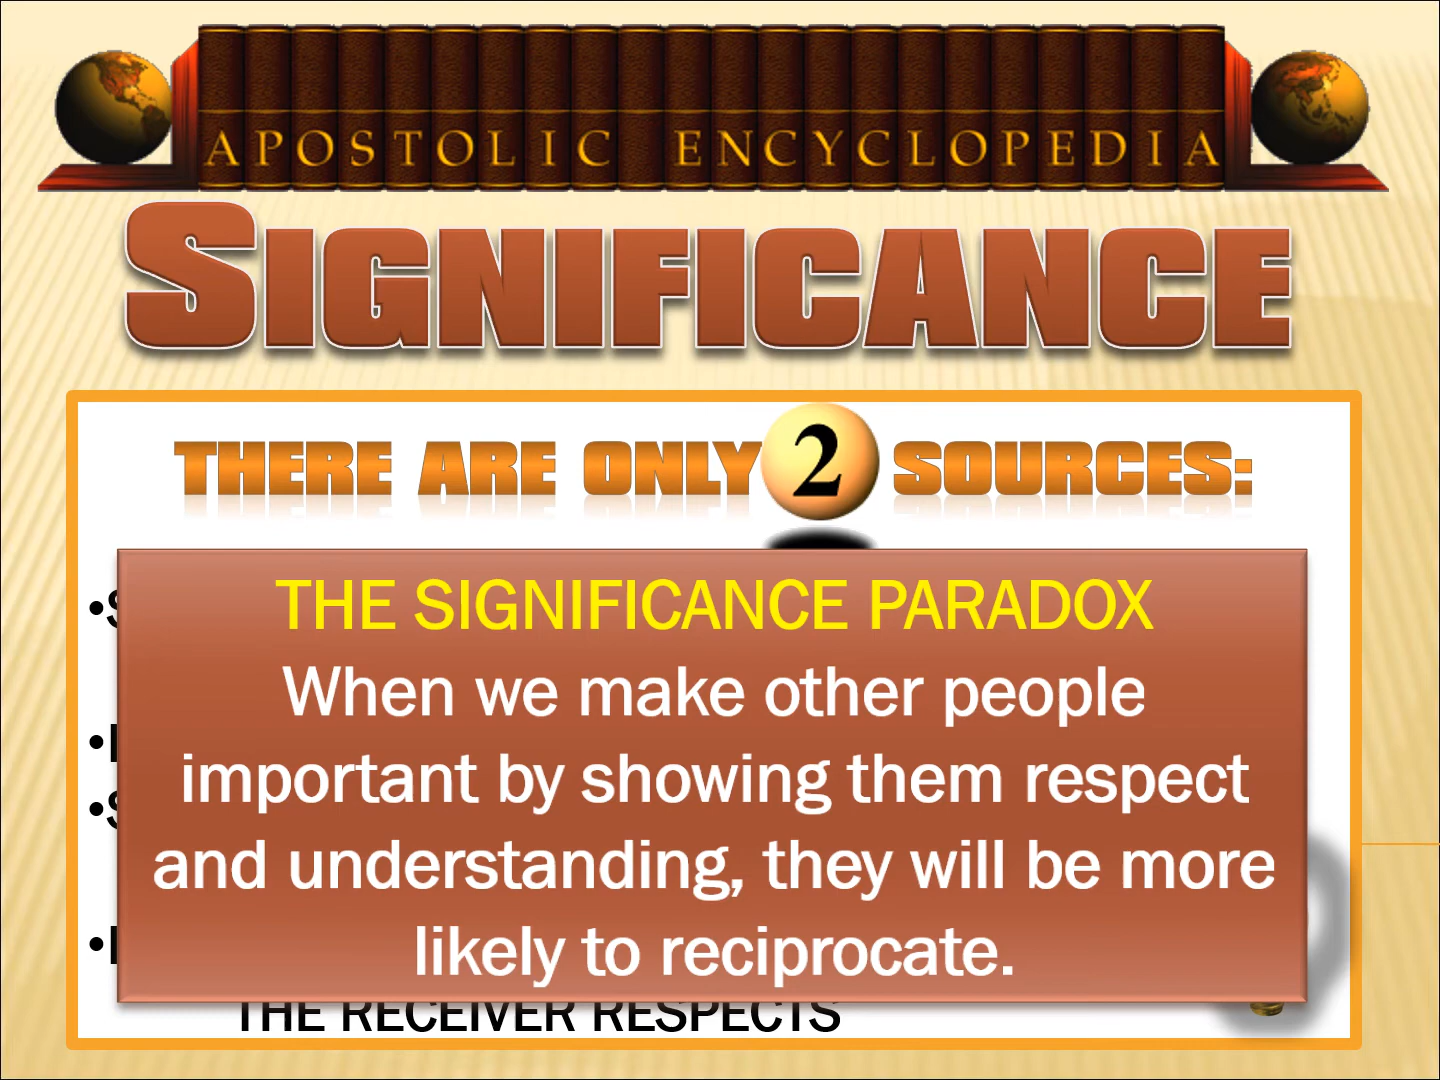 APOSTOLIC ENCYCLOPEDIA
SIGNIFICANCE
THERE ARE ONLY 2 SOURCES:
THE SIGNIFICANCE PARADOX
When we make other people
important by showing them respect
and understanding, they will be more
likely to reciprocate.
THE RECEIVER RESPECTS